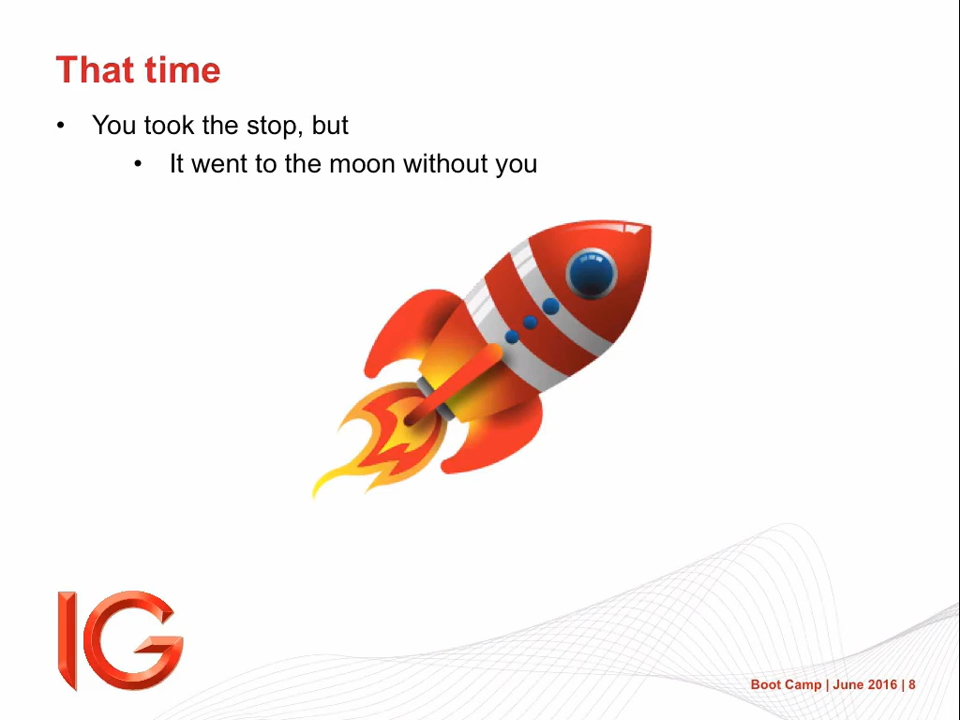 That time
• You took the stop, but
• It went to the moon without you
IG
Boot Camp | June 2016 | 8